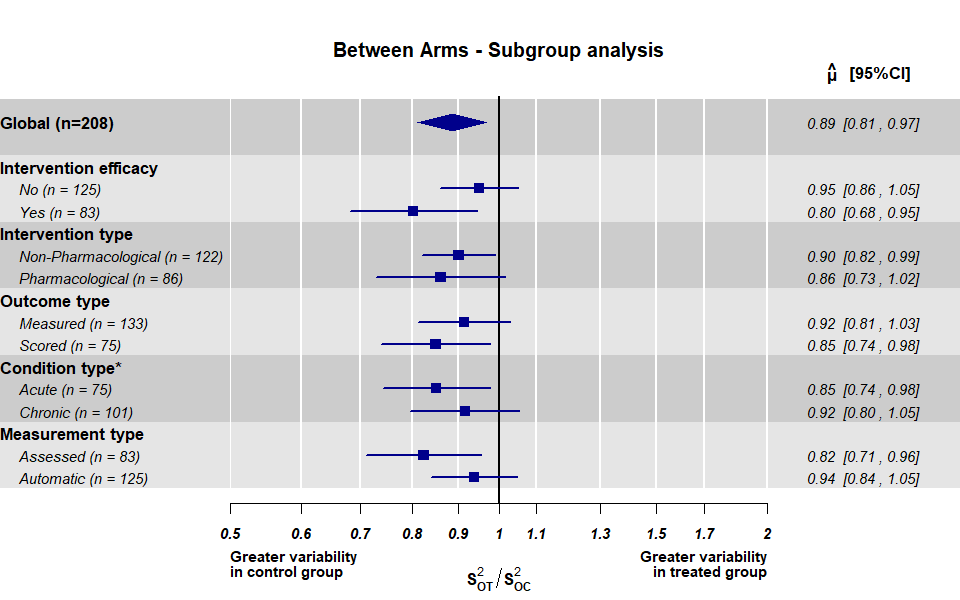 Between Arms - Subgroup analysis
μ̂ [95%CI]
Global (n=208) 0.89 [0.81 , 0.97]
Intervention efficacy
No (n = 125) 0.95 [0.86 , 1.05]
Yes (n = 83) 0.80 [0.68 , 0.95]
Intervention type
Non-Pharmacological (n = 122) 0.90 [0.82 , 0.99]
Pharmacological (n = 86) 0.86 [0.73 , 1.02]
Outcome type
Measured (n = 133) 0.92 [0.81 , 1.03]
Scored (n = 75) 0.85 [0.74 , 0.98]
Condition type*
Acute (n = 75) 0.85 [0.74 , 0.98]
Chronic (n = 101) 0.92 [0.80 , 1.05]
Measurement type
Assessed (n = 83) 0.82 [0.71 , 0.96]
Automatic (n = 125) 0.94 [0.84 , 1.05]
0.5 0.6 0.7 0.8 0.9 1 1.1 1.3 1.5 1.7 2
Greater variability Greater variability
in control group in treated group
S²OT / S²OC